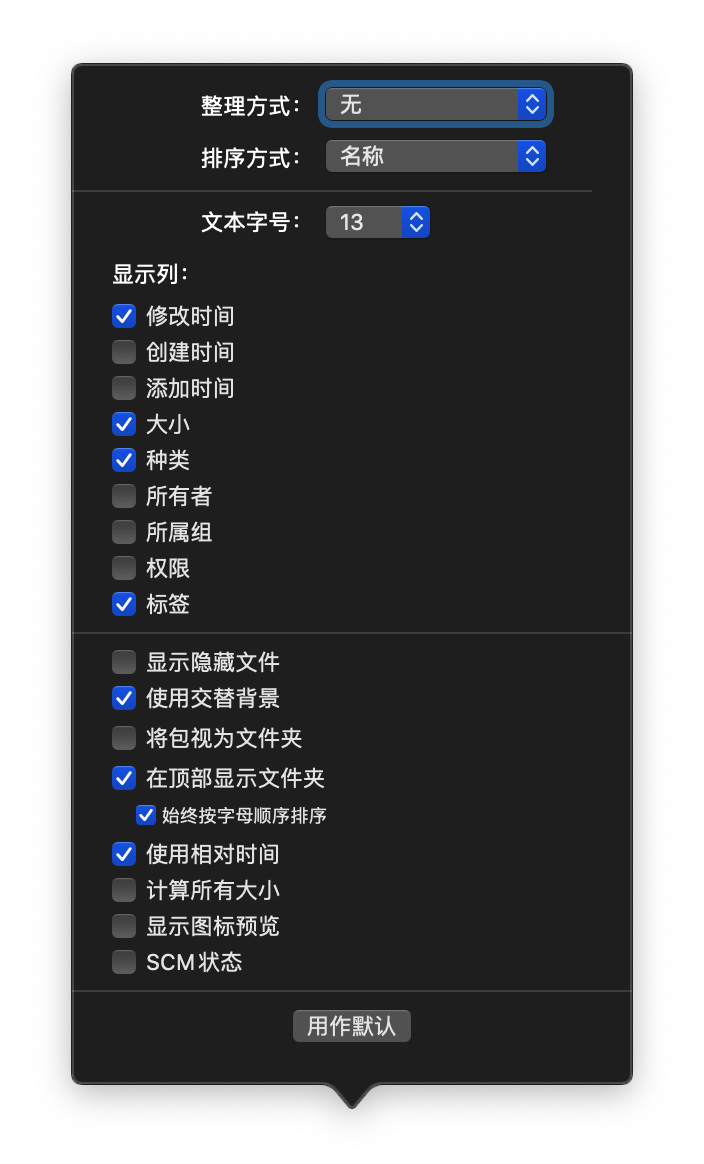 整理方式： 无
排序方式： 名称
文本字号： 13
显示列：
修改时间
创建时间
添加时间
大小
种类
所有者
所属组
权限
标签
显示隐藏文件
使用交替背景
将包视为文件夹
在顶部显示文件夹
始终按字母顺序排序
使用相对时间
计算所有大小
显示图标预览
SCM状态
用作默认